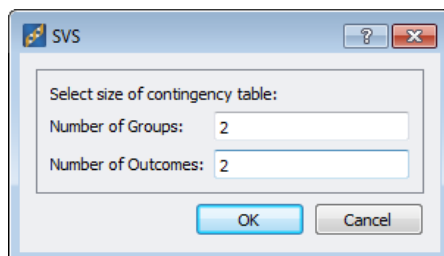 SVS
?
Select size of contingency table:
Number of Groups: 2
Number of Outcomes: 2
OK Cancel